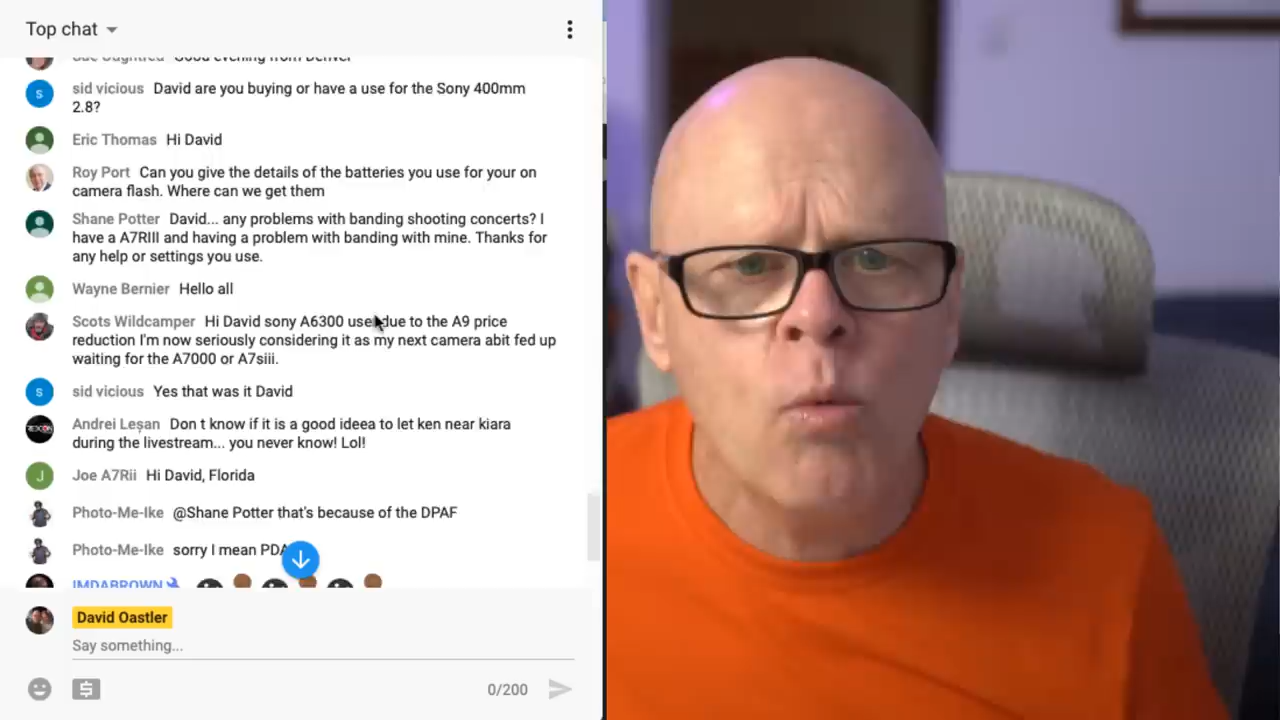 Top chat
Good evening from Denver
sid vicious David are you buying or have a use for the Sony 400mm
2.8?
Eric Thomas Hi David
Roy Port Can you give the details of the batteries you use for your on
camera flash. Where can we get them
Shane Potter David... any problems with banding shooting concerts? I
have a A7RIII and having a problem with banding with mine. Thanks for
any help or settings you use.
Wayne Bernier Hello all
Scots Wildcamper Hi David sony A6300 user due to the A9 price
reduction I'm now seriously considering it as my next camera abit fed up
waiting for the A7000 or A7siii.
sid vicious Yes that was it David
Andrei Leșan Don t know if it is a good ideea to let ken near kiara
during the livestream... you never know! Lol!
Joe A7Rii Hi David, Florida
Photo-Me-Ike @Shane Potter that's because of the DPAF
Photo-Me-Ike sorry I mean
IMDABROWN
David Oastler
Say something...
0/200